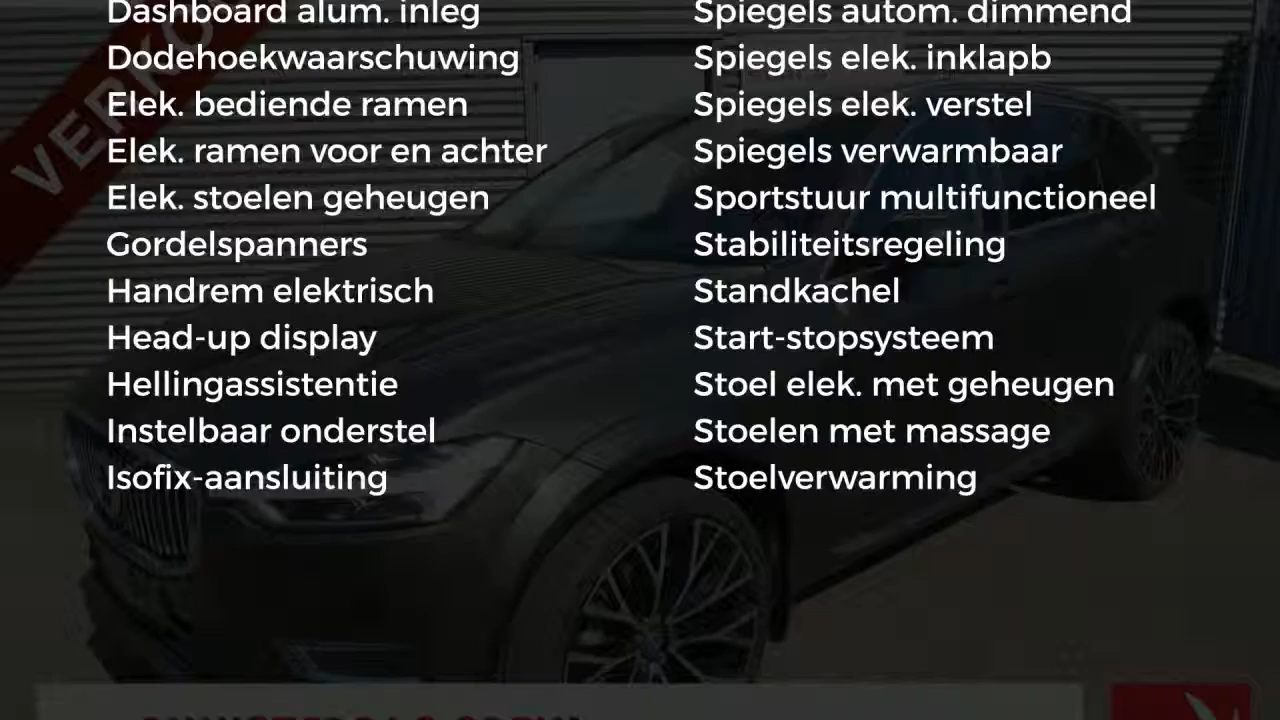 Dashboard alum. inleg
Dodehoekwaarschuwing
Elek. bediende ramen
Elek. ramen voor en achter
Elek. stoelen geheugen
Gordelspanners
Handrem elektrisch
Head-up display
Hellingassistentie
Instelbaar onderstel
Isofix-aansluiting
Spiegels autom. dimmend
Spiegels elek. inklapb
Spiegels elek. verstel
Spiegels verwarmbaar
Sportstuur multifunctioneel
Stabiliteitsregeling
Standkachel
Start-stopsysteem
Stoel elek. met geheugen
Stoelen met massage
Stoelverwarming